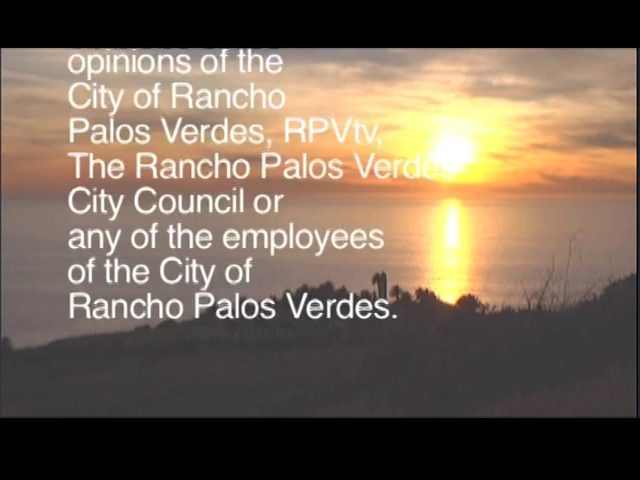 opinions of the
City of Rancho
Palos Verdes, RPVtv,
The Rancho Palos Verdes
City Council or
any of the employees
of the City of
Rancho Palos Verdes.